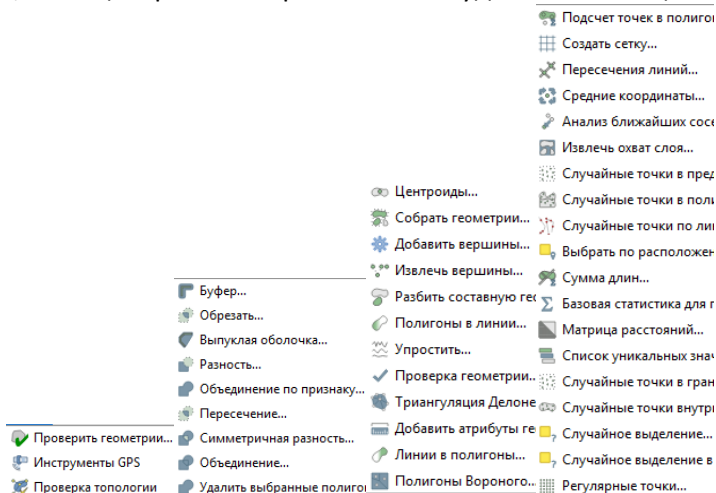 Проверить геометрии...
Инструменты GPS
Проверка топологии
Буфер...
Обрезать...
Выпуклая оболочка...
Разность...
Объединение по признаку...
Пересечение...
Симметричная разность...
Объединение...
Удалить выбранные полиго
Центроиды...
Собрать геометрии...
Добавить вершины...
Извлечь вершины...
Разбить составную гео
Полигоны в линии...
Упростить...
Проверка геометрии...
Триангуляция Делоне
Добавить атрибуты ге
Линии в полигоны...
Полигоны Вороного...
Подсчет точек в полигон
Создать сетку...
Пересечения линий...
Средние координаты...
Анализ ближайших сосе
Извлечь охват слоя...
Случайные точки в пред
Случайные точки в поли
Случайные точки по лин
Выбрать по расположен
Сумма длин...
Базовая статистика для п
Матрица расстояний...
Список уникальных знач
Случайные точки в гран
Случайные точки внутри
Случайное выделение...
Случайное выделение в
Регулярные точки...